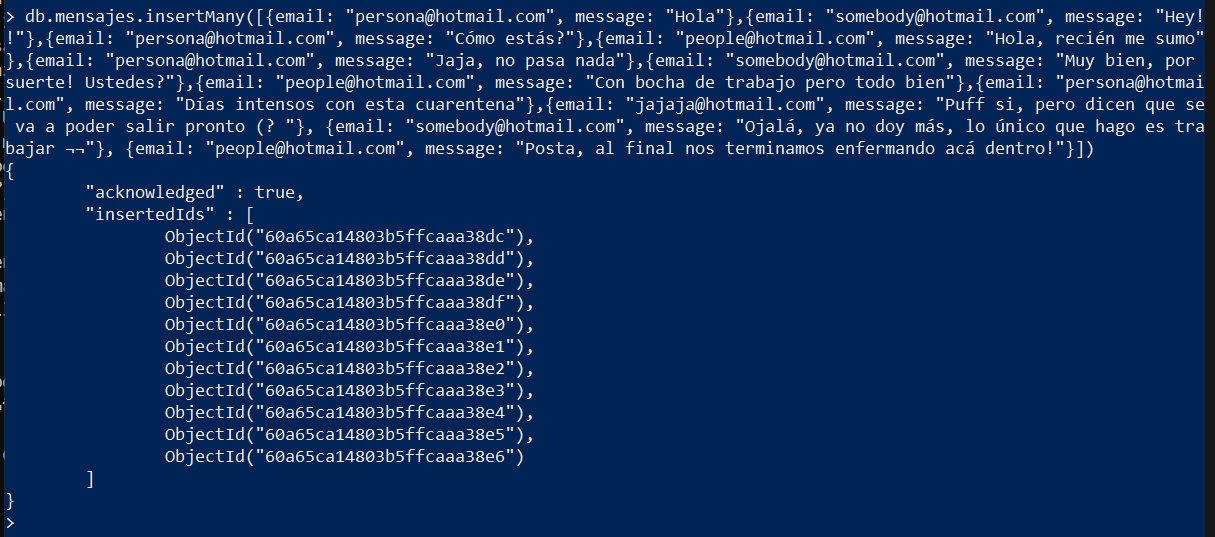 > db.mensajes.insertMany([{email: "persona@hotmail.com", message: "Hola"},{email: "somebody@hotmail.com", message: "Hey!
!"},{email: "persona@hotmail.com", message: "Cómo estás?"},{email: "people@hotmail.com", message: "Hola, recién me sumo"
},{email: "persona@hotmail.com", message: "Jaja, no pasa nada"},{email: "somebody@hotmail.com", message: "Muy bien, por
suerte! Ustedes?"},{email: "people@hotmail.com", message: "Con bocha de trabajo pero todo bien"},{email: "persona@hotmai
l.com", message: "Días intensos con esta cuarentena"},{email: "jajaja@hotmail.com", message: "Puff si, pero dicen que se
va a poder salir pronto (? "}, {email: "somebody@hotmail.com", message: "Ojalá, ya no doy más, lo único que hago es tra
bajar ¬¬"}, {email: "people@hotmail.com", message: "Posta, al final nos terminamos enfermando acá dentro!"}])
{
"acknowledged" : true,
"insertedIds" : [
ObjectId("60a65ca14803b5ffcaaa38dc"),
ObjectId("60a65ca14803b5ffcaaa38dd"),
ObjectId("60a65ca14803b5ffcaaa38de"),
ObjectId("60a65ca14803b5ffcaaa38df"),
ObjectId("60a65ca14803b5ffcaaa38e0"),
ObjectId("60a65ca14803b5ffcaaa38e1"),
ObjectId("60a65ca14803b5ffcaaa38e2"),
ObjectId("60a65ca14803b5ffcaaa38e3"),
ObjectId("60a65ca14803b5ffcaaa38e4"),
ObjectId("60a65ca14803b5ffcaaa38e5"),
ObjectId("60a65ca14803b5ffcaaa38e6")
]
}
>